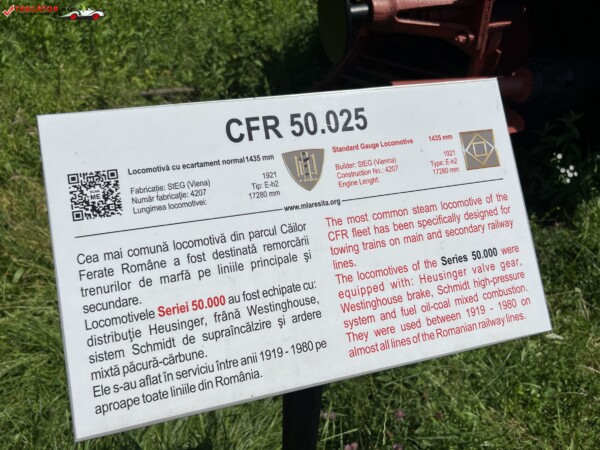 CFR 50.025
Locomotivă cu ecartament normal 1435 mm
Fabricație: StEG (Viena) 1921
Număr fabricație: 4207 Tip: E-h2
Lungimea locomotivei: 17280 mm
Standard Gauge Locomotive 1435 mm
Builder: StEG (Vienna) 1921
Construction No.: 4207 Type: E-h2
Engine Lenght: 17280 mm
www.mlaresita.org
Cea mai comună locomotivă din parcul Căilor
Ferate Române a fost destinată remorcării
trenurilor de marfă pe liniile principale și
secundare.
Locomotivele Seriei 50.000 au fost echipate cu:
distribuție Heusinger, frână Westinghouse,
sistem Schmidt de supraîncălzire și ardere
mixtă păcură-cărbune.
Ele s-au aflat în serviciu între anii 1919 - 1980 pe
aproape toate liniile din România.
The most common steam locomotive of the
CFR fleet has been specifically designed for
towing trains on main and secondary railway
lines.
The locomotives of the Series 50.000 were
equipped with: Heusinger valve gear,
Westinghouse brake, Schmidt high-pressure
system and fuel oil-coal mixed combustion.
They were used between 1919 - 1980 on
almost all lines of the Romanian railway lines.